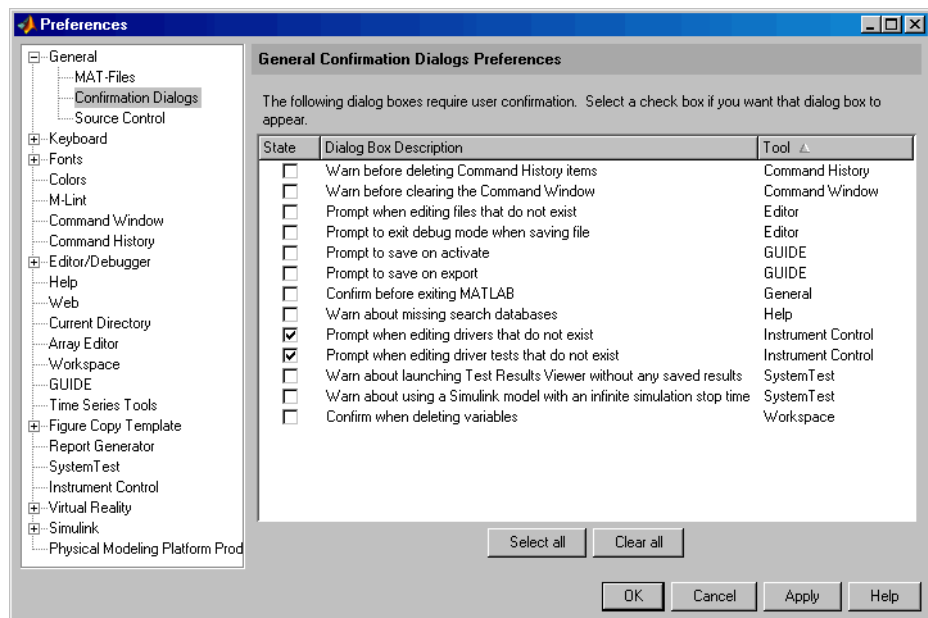 Preferences
General
MAT-Files
Confirmation Dialogs
Source Control
Keyboard
Fonts
Colors
M-Lint
Command Window
Command History
Editor/Debugger
Help
Web
Current Directory
Array Editor
Workspace
GUIDE
Time Series Tools
Figure Copy Template
Report Generator
SystemTest
Instrument Control
Virtual Reality
Simulink
Physical Modeling Platform Prod
General Confirmation Dialogs Preferences
The following dialog boxes require user confirmation. Select a check box if you want that dialog box to
appear.
State Dialog Box Description Tool
Warn before deleting Command History items Command History
Warn before clearing the Command Window Command Window
Prompt when editing files that do not exist Editor
Prompt to exit debug mode when saving file Editor
Prompt to save on activate GUIDE
Prompt to save on export GUIDE
Confirm before exiting MATLAB General
Warn about missing search databases Help
Prompt when editing drivers that do not exist Instrument Control
Prompt when editing driver tests that do not exist Instrument Control
Warn about launching Test Results Viewer without any saved results SystemTest
Warn about using a Simulink model with an infinite simulation stop time SystemTest
Confirm when deleting variables Workspace
Select all Clear all
OK Cancel Apply Help